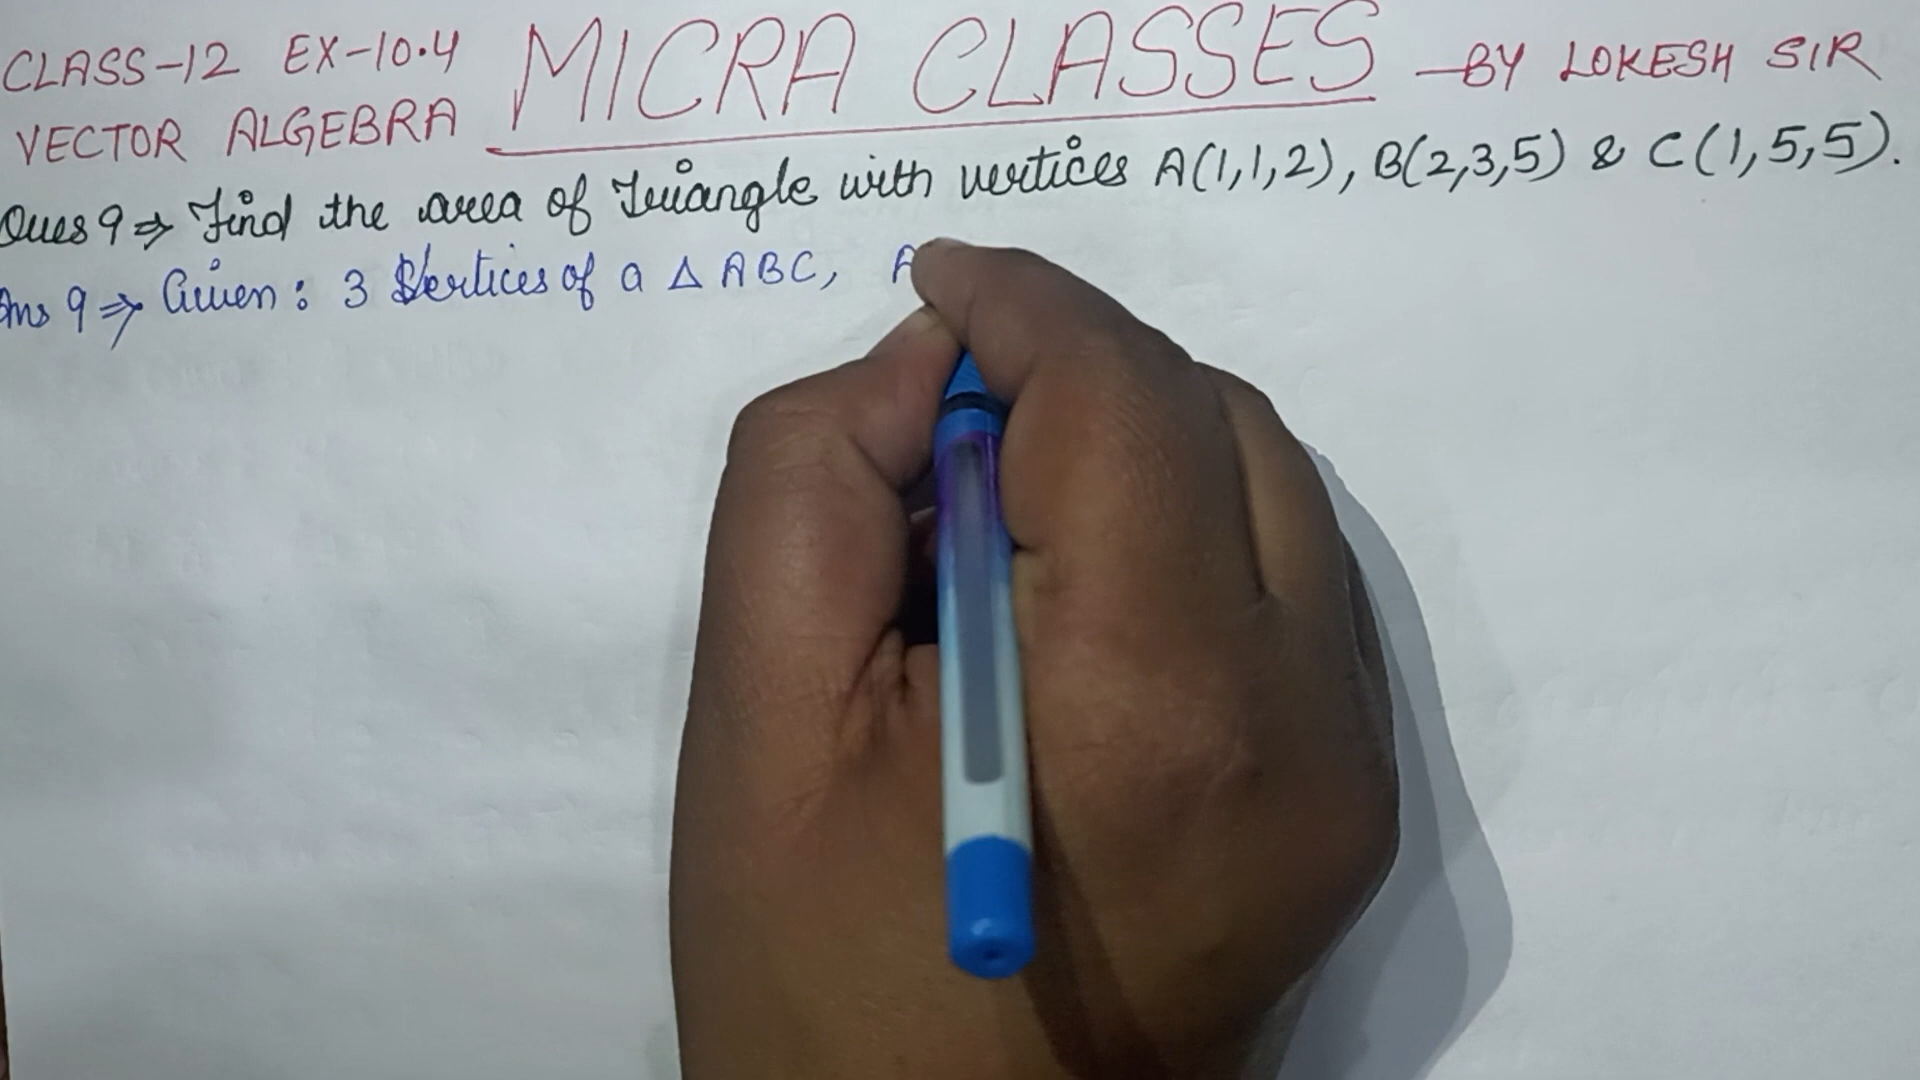 CLASS-12 EX-10.4 MICRA CLASSES -BY LOKESH SIR
VECTOR ALGEBRA
Ques 9 ⇒ Find the area of Triangle with vertices A(1,1,2), B(2,3,5) & C(1,5,5).
Ans 9 ⇒ Given: 3 Vertices of a △ ABC, A